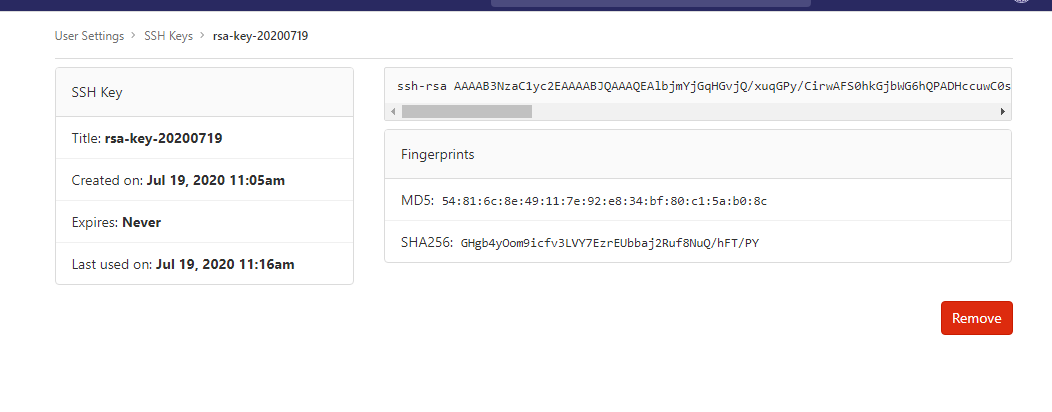 User Settings > SSH Keys > rsa-key-20200719
SSH Key
Title: rsa-key-20200719
Created on: Jul 19, 2020 11:05am
Expires: Never
Last used on: Jul 19, 2020 11:16am
ssh-rsa AAAAB3NzaC1yc2EAAAABJQAAAQEAlbjmYjGqHGvjQ/xuqGPy/CirwAFS0hkGjbWG6hQPADHccuwC0s
Fingerprints
MD5: 54:81:6c:8e:49:11:7e:92:e8:34:bf:80:c1:5a:b0:8c
SHA256: GHgb4yOom9icfv3LVY7EzrEUbbaj2Ruf8NuQ/hFT/PY
Remove